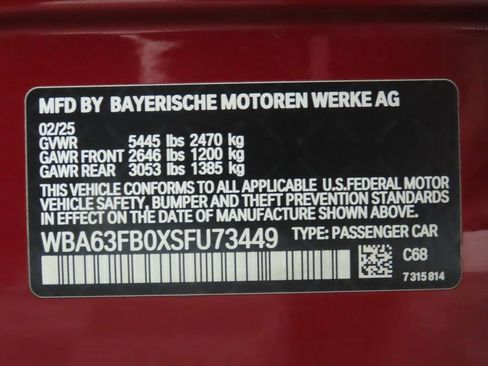 MFD BY BAYERISCHE MOTOREN WERKE AG
02/25
GVWR 5445 lbs 2470 kg
GAWR FRONT 2646 lbs 1200 kg
GAWR REAR 3053 lbs 1385 kg
THIS VEHICLE CONFORMS TO ALL APPLICABLE U.S.FEDERAL MOTOR
VEHICLE SAFETY, BUMPER, AND THEFT PREVENTION STANDARDS
IN EFFECT ON THE DATE OF MANUFACTURE SHOWN ABOVE.
WBA63FB0XSFU73449 TYPE: PASSENGER CAR
C68
7 315 814